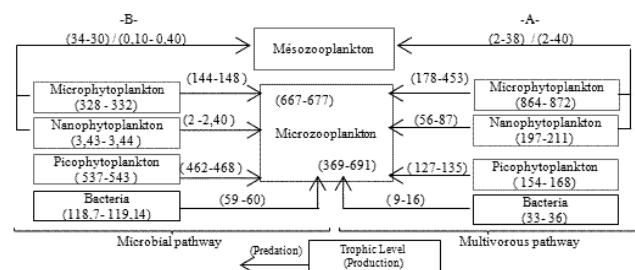 -B- -A-
(34-30) / (0,10- 0,40) Mésozooplankton (2-38) / (2-40)
(144-148) (178-453)
Microphytoplankton (667-677) Microphytoplankton
(328 - 332) (864- 872)
(2 -2,40) Microzooplankton (56-87)
Nanophytoplankton Nanophytoplankton
(3,43- 3,44) (197-211)
Picophytoplankton (462-468) (369-691) (127-135) Picophytoplankton
(537-543) (154- 168)
Bacteria (59 -60) (9-16) Bacteria
(118.7- 119.14) (33- 36)
Microbial pathway Multivorous pathway
(Predation) Trophic Level
(Production)